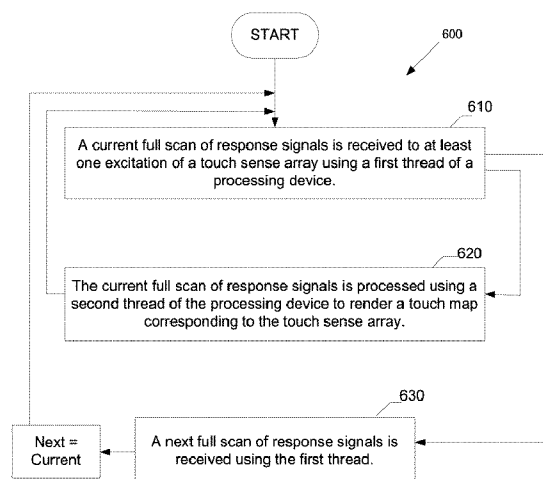 START
600
610
A current full scan of response signals is received to at least
one excitation of a touch sense array using a first thread of a
processing device.
620
The current full scan of response signals is processed using a
second thread of the processing device to render a touch map
corresponding to the touch sense array.
630
A next full scan of response signals is
received using the first thread.
Next =
Current